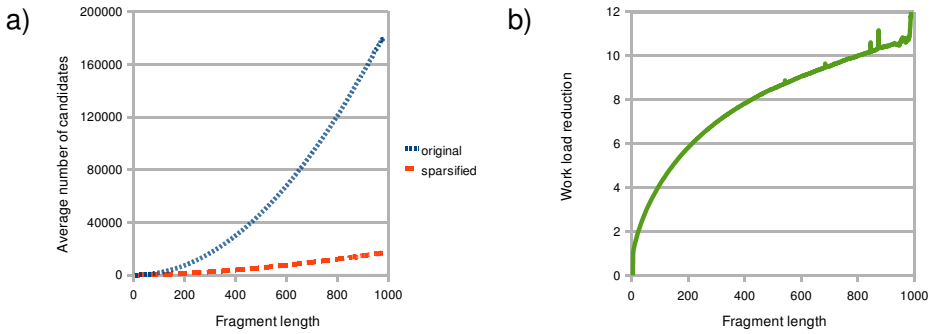 a)
Average number of candidates
200000
160000
120000
80000
40000
0
0 200 400 600 800 1000
Fragment length
original
sparsified
b)
Work load reduction
12
10
8
6
4
2
0
0 200 400 600 800 1000
Fragment length